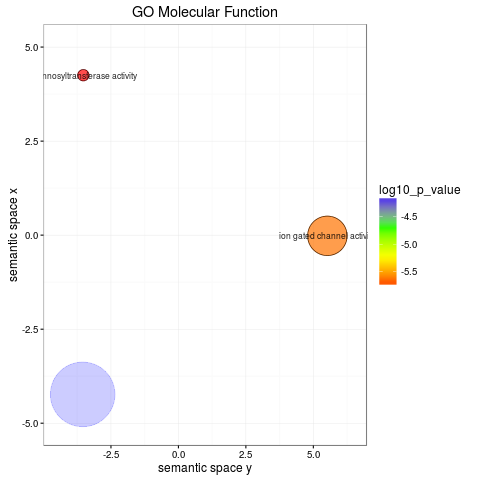 GO Molecular Function
5.0
2.5
0.0
-2.5
-5.0
semantic space x
nnosyltransferase activity
ion gated channel activi
-2.5
0.0
2.5
5.0
semantic space y
log10_p_value
-4.5
-5.0
-5.5